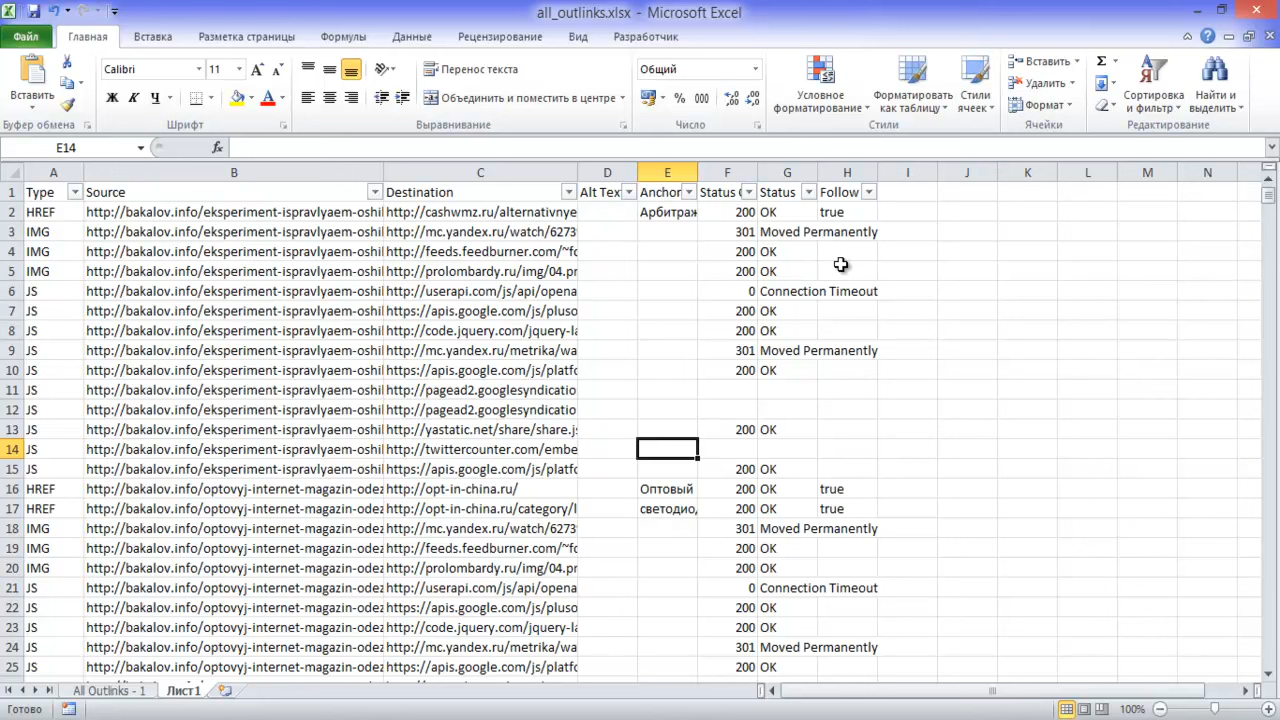 all_outlinks.xlsx - Microsoft Excel
Файл Главная Вставка Разметка страницы Формулы Данные Рецензирование Вид Разработчик
Вставить
Буфер обмена
Calibri 11
Ж К Ч
Шрифт
Перенос текста
Объединить и поместить в центре
Выравнивание
Общий
% 000
Число
Условное форматирование
Форматировать как таблицу
Стили ячеек
Стили
Вставить
Удалить
Формат
Ячейки
Сортировка и фильтр
Найти и выделить
Редактирование
E14 fx
A B C D E F G H I J K L M N
1 Type Source Destination Alt Tex Anchor Status C Status Follow
2 HREF http://bakalov.info/eksperiment-ispravlyaem-oshil http://cashwmz.ru/alternativnye Арбитраж 200 OK true
3 IMG http://bakalov.info/eksperiment-ispravlyaem-oshil http://mc.yandex.ru/watch/6273 301 Moved Permanently
4 IMG http://bakalov.info/eksperiment-ispravlyaem-oshil http://feeds.feedburner.com/~fc 200 OK
5 IMG http://bakalov.info/eksperiment-ispravlyaem-oshil http://prolombardy.ru/img/04.pr 200 OK
6 JS http://bakalov.info/eksperiment-ispravlyaem-oshil http://userapi.com/js/api/opena 0 Connection Timeout
7 JS http://bakalov.info/eksperiment-ispravlyaem-oshil https://apis.google.com/js/pluso 200 OK
8 JS http://bakalov.info/eksperiment-ispravlyaem-oshil http://code.jquery.com/jquery-la 200 OK
9 JS http://bakalov.info/eksperiment-ispravlyaem-oshil http://mc.yandex.ru/metrika/wa 301 Moved Permanently
10 JS http://bakalov.info/eksperiment-ispravlyaem-oshil https://apis.google.com/js/platfc 200 OK
11 JS http://bakalov.info/eksperiment-ispravlyaem-oshil http://pagead2.googlesyndicatio
12 JS http://bakalov.info/eksperiment-ispravlyaem-oshil http://pagead2.googlesyndicatio
13 JS http://bakalov.info/eksperiment-ispravlyaem-oshil http://yastatic.net/share/share.js 200 OK
14 JS http://bakalov.info/eksperiment-ispravlyaem-oshil http://twittercounter.com/embe
15 JS http://bakalov.info/eksperiment-ispravlyaem-oshil https://apis.google.com/js/platfc 200 OK
16 HREF http://bakalov.info/optovyj-internet-magazin-odez http://opt-in-china.ru/ Оптовый 200 OK true
17 HREF http://bakalov.info/optovyj-internet-magazin-odez http://opt-in-china.ru/category/l светодиод 200 OK true
18 IMG http://bakalov.info/optovyj-internet-magazin-odez http://mc.yandex.ru/watch/6273 301 Moved Permanently
19 IMG http://bakalov.info/optovyj-internet-magazin-odez http://feeds.feedburner.com/~fc 200 OK
20 IMG http://bakalov.info/optovyj-internet-magazin-odez http://prolombardy.ru/img/04.pr 200 OK
21 JS http://bakalov.info/optovyj-internet-magazin-odez http://userapi.com/js/api/opena 0 Connection Timeout
22 JS http://bakalov.info/optovyj-internet-magazin-odez https://apis.google.com/js/pluso 200 OK
23 JS http://bakalov.info/optovyj-internet-magazin-odez http://code.jquery.com/jquery-la 200 OK
24 JS http://bakalov.info/optovyj-internet-magazin-odez http://mc.yandex.ru/metrika/wa 301 Moved Permanently
25 JS http://bakalov.info/optovyj-internet-magazin-odez https://apis.google.com/js/platfc 200 OK
All Outlinks - 1 Лист1
Готово 100%